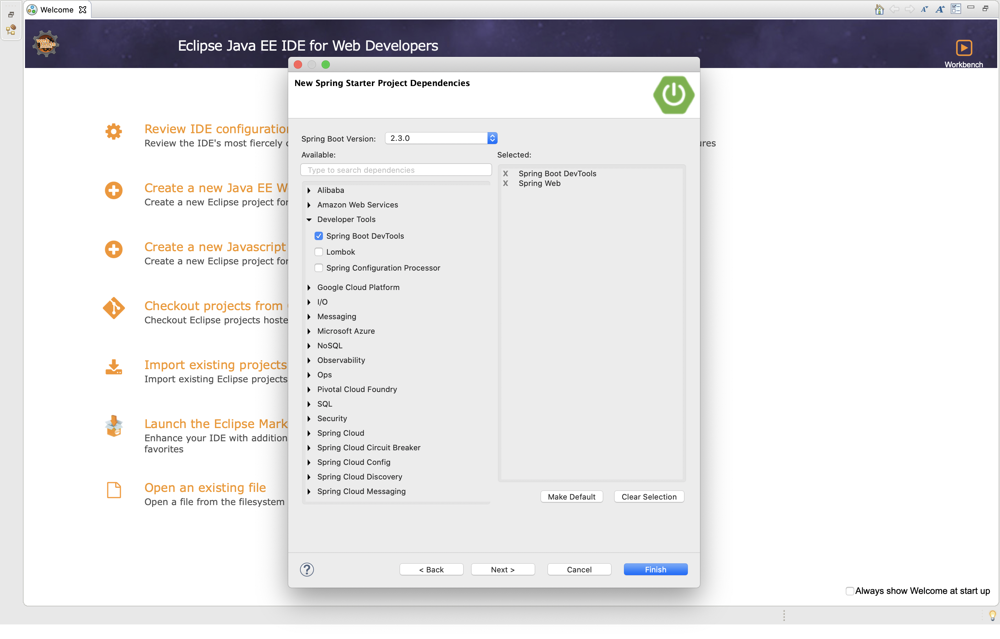 Welcome
web
tools
Eclipse Java EE IDE for Web Developers
Workbench
New Spring Starter Project Dependencies
Review IDE configuration
Review the IDE's most fiercely
ures
Create a new Java EE W
Create a new Eclipse project for
Create a new Javascript
Create a new Eclipse project for
Checkout projects from
Checkout Eclipse projects hoste
Import existing projects
Import existing Eclipse projects
Launch the Eclipse Mark
Enhance your IDE with addition
favorites
Open an existing file
Open a file from the filesystem
Spring Boot Version: 2.3.0
Available:
Type to search dependencies
Alibaba
Amazon Web Services
Developer Tools
Spring Boot DevTools
Lombok
Spring Configuration Processor
Google Cloud Platform
I/O
Messaging
Microsoft Azure
NoSQL
Observability
Ops
Pivotal Cloud Foundry
SQL
Security
Spring Cloud
Spring Cloud Circuit Breaker
Spring Cloud Config
Spring Cloud Discovery
Spring Cloud Messaging
Selected:
X Spring Boot DevTools
X Spring Web
Make Default
Clear Selection
?
< Back
Next >
Cancel
Finish
Always show Welcome at start up